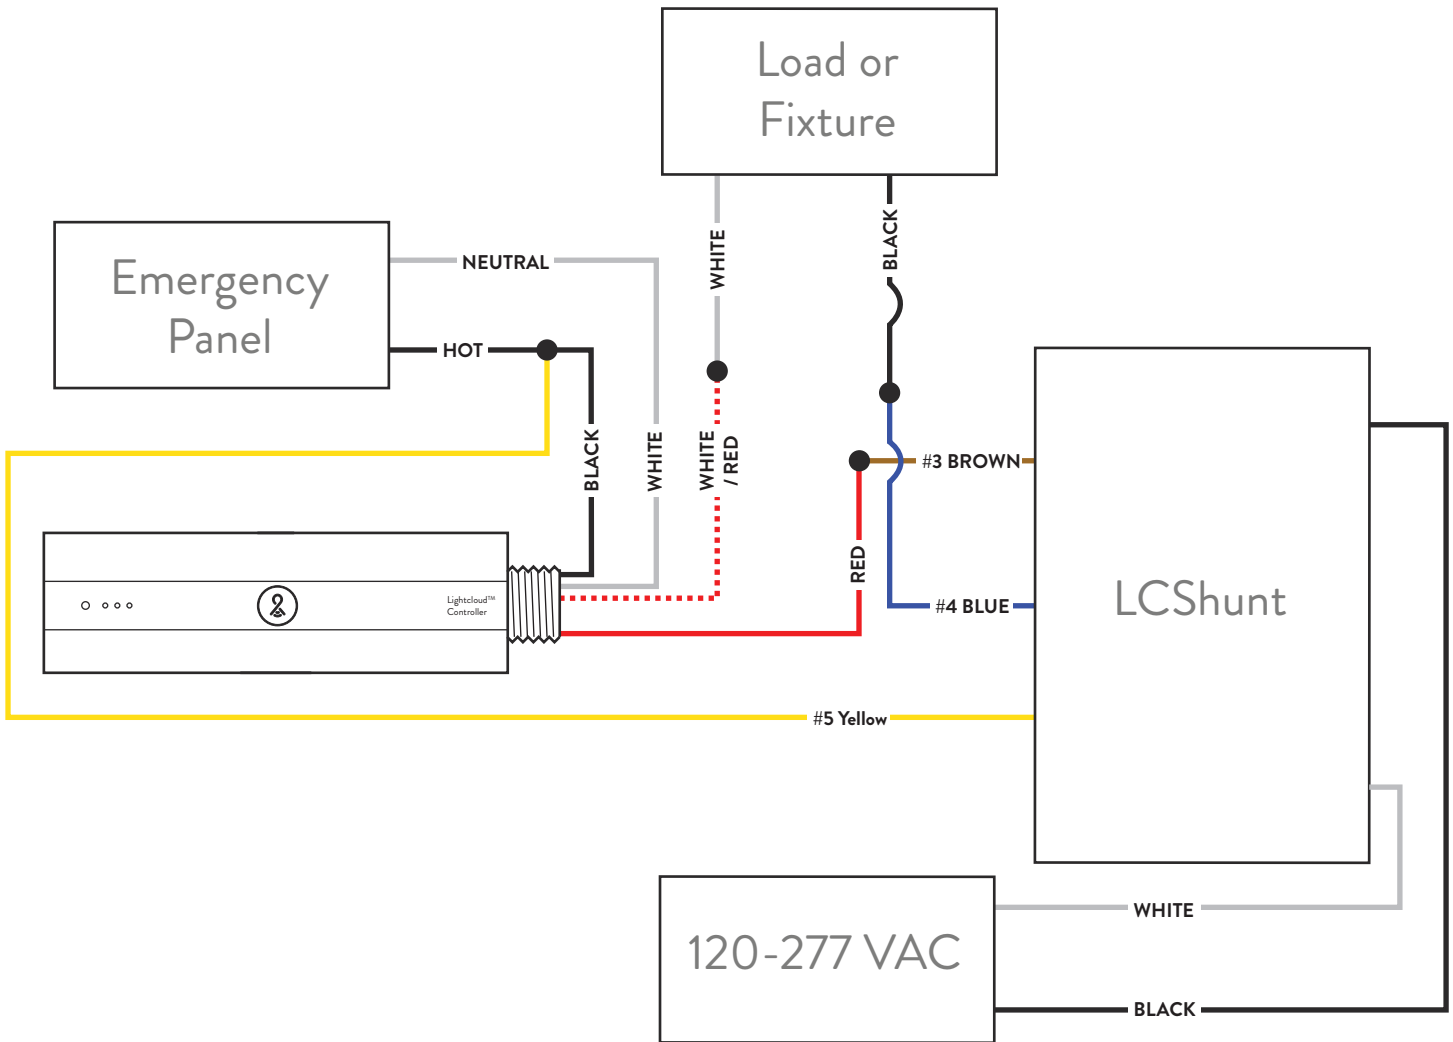 Load or
Fixture
Emergency
Panel
NEUTRAL
HOT
WHITE
BLACK
BLACK
WHITE
WHITE
/ RED
#3 BROWN
RED
#4 BLUE
LCShunt
Lightcloud™
Controller
#5 Yellow
120-277 VAC
WHITE
BLACK